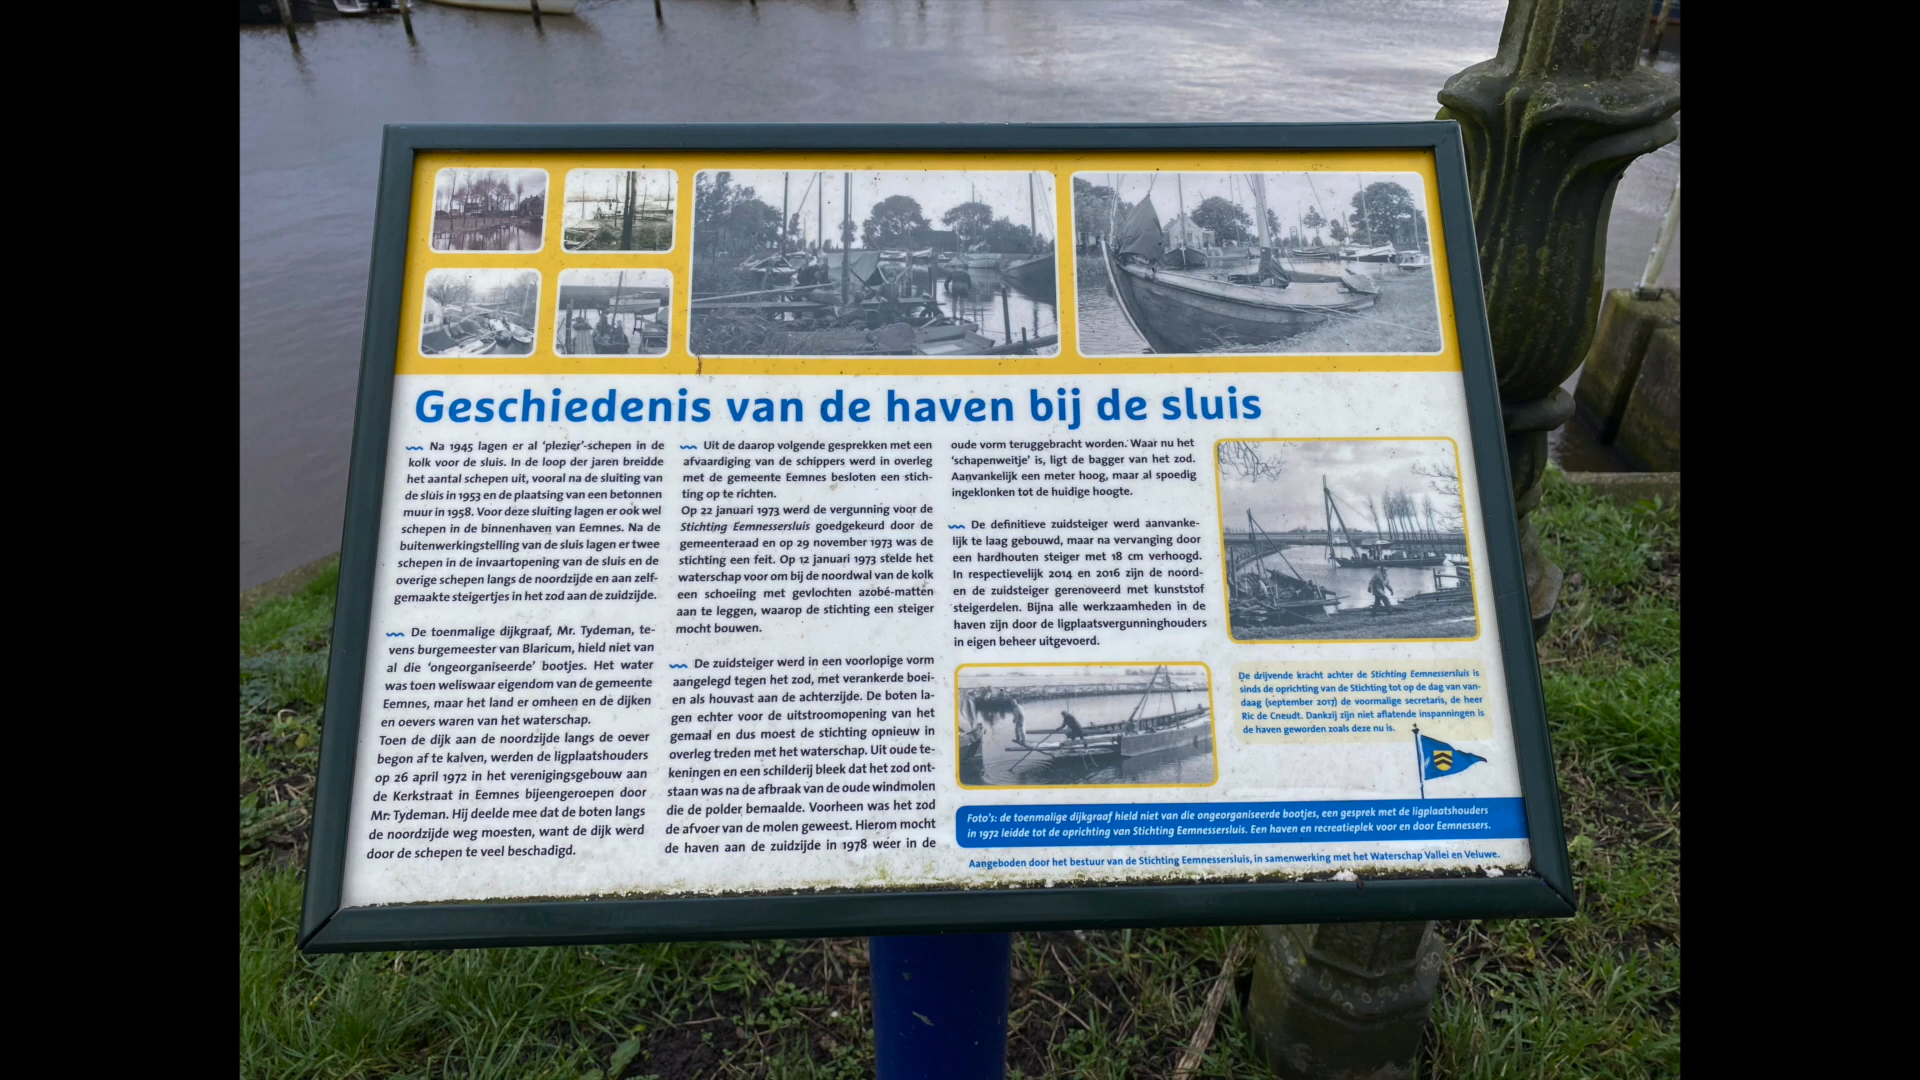 Geschiedenis van de haven bij de sluis
Na 1945 lagen er al ‘plezier’-schepen in de
kolk voor de sluis. In de loop der jaren breidde
het aantal schepen uit, vooral na de sluiting van
de sluis in 1953 en de plaatsing van een betonnen
muur in 1958. Voor deze sluiting lagen er ook wel
schepen in de binnenhaven van Eemnes. Na de
buitenwerkingstelling van de sluis lagen er twee
schepen in de invaartopening van de sluis en de
overige schepen langs de noordzijde en aan zelf-
gemaakte steigertjes in het zod aan de zuidzijde.
De toenmalige dijkgraaf, Mr. Tydeman, te-
vens burgemeester van Blaricum, hield niet van
al die ‘ongeorganiseerde’ bootjes. Het water
was toen weliswaar eigendom van de gemeente
Eemnes, maar het land er omheen en de dijken
en oevers waren van het waterschap.
Toen de dijk aan de noordzijde langs de oever
begon af te kalven, werden de ligplaatshouders
op 26 april 1972 in het verenigingsgebouw aan
de Kerkstraat in Eemnes bijeengeroepen door
Mr. Tydeman. Hij deelde mee dat de boten langs
de noordzijde weg moesten, want de dijk werd
door de schepen te veel beschadigd.
Uit de daarop volgende gesprekken met een
afvaardiging van de schippers werd in overleg
met de gemeente Eemnes besloten een stich-
ting op te richten.
Op 22 januari 1973 werd de vergunning voor de
Stichting Eemnessersluis goedgekeurd door de
gemeenteraad en op 29 november 1973 was de
stichting een feit. Op 12 januari 1973 stelde het
waterschap voor om bij de noordwal van de kolk
een schoeiing met gevlochten azobé-matten
aan te leggen, waarop de stichting een steiger
mocht bouwen.
De zuidsteiger werd in een voorlopige vorm
aangelegd tegen het zod, met verankerde boei-
en als houvast aan de achterzijde. De boten la-
gen echter voor de uitstroomopening van het
gemaal en dus moest de stichting opnieuw in
overleg treden met het waterschap. Uit oude te-
keningen en een schilderij bleek dat het zod ont-
staan was na de afbraak van de oude windmolen
die de polder bemaalde. Voorheen was het zod
de afvoer van de molen geweest. Hierom mocht
de haven aan de zuidzijde in 1978 weer in de
oude vorm teruggebracht worden. Waar nu het
‘schapenweitje’ is, ligt de bagger van het zod.
Aanvankelijk een meter hoog, maar al spoedig
ingeklonken tot de huidige hoogte.
De definitieve zuidsteiger werd aanvanke-
lijk te laag gebouwd, maar na vervanging door
een hardhouten steiger met 18 cm verhoogd.
In respectievelijk 2014 en 2016 zijn de noord-
en de zuidsteiger gerenoveerd met kunststof
steigerdelen. Bijna alle werkzaamheden in de
haven zijn door de ligplaatsvergunninghouders
in eigen beheer uitgevoerd.
De drijvende kracht achter de Stichting Eemnessersluis is
sinds de oprichting van de Stichting tot op de dag van van-
daag (september 2017) de voormalige secretaris, de heer
Ric de Cneudt. Dankzij zijn niet aflatende inspanningen is
de haven geworden zoals deze nu is.
Foto’s: de toenmalige dijkgraaf hield niet van die ongeorganiseerde bootjes, een gesprek met de ligplaatshouders
in 1972 leidde tot de oprichting van Stichting Eemnessersluis. Een haven en recreatieplek voor en door Eemnessers.
Aangeboden door het bestuur van de Stichting Eemnessersluis, in samenwerking met het Waterschap Vallei en Veluwe.